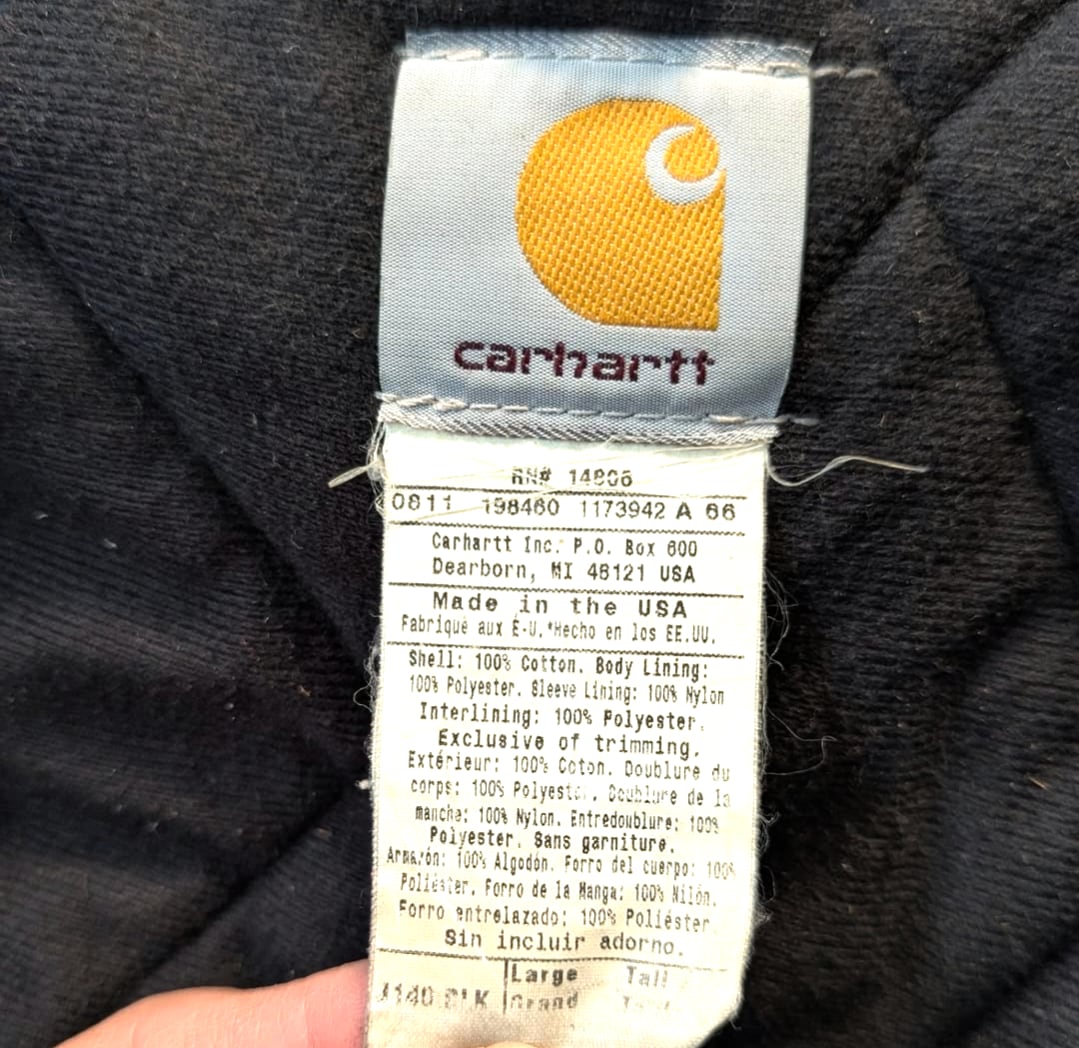 carhartt
RN# 14806
0811 198460 1173942 A 66
Carhartt Inc. P.O. Box 600
Dearborn, MI 48121 USA
Made in the USA
Fabriqué aux É-U.*Hecho en los EE.UU.
Shell: 100% Cotton. Body Lining:
100% Polyester. Sleeve Lining: 100% Nylon
Interlining: 100% Polyester.
Exclusive of trimming.
Extérieur: 100% Coton. Doublure du
corps: 100% Polyester. Doublure de la
manche: 100% Nylon. Entredoublure: 100%
Polyester. Sans garniture.
Armazón: 100% Algodón. Forro del cuerpo: 100%
Poliéster. Forro de la Manga: 100% Nilón.
Forro entrelazado: 100% Poliéster.
Sin incluir adorno.
J140 BLK Large Tall
Grand